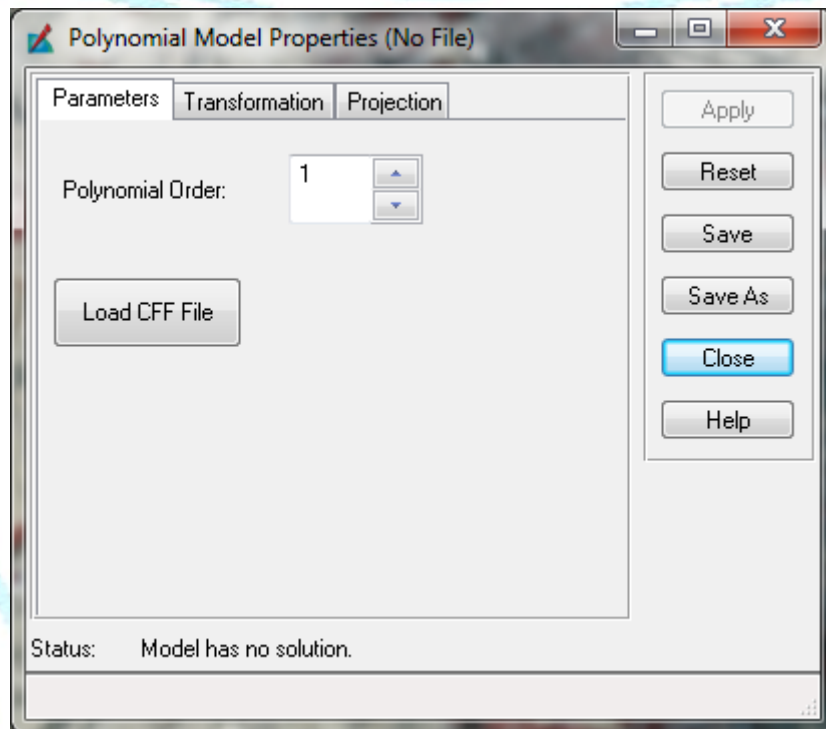 Polynomial Model Properties (No File)
Parameters Transformation Projection
Polynomial Order: 1
Load CFF File
Apply
Reset
Save
Save As
Close
Help
Status: Model has no solution.